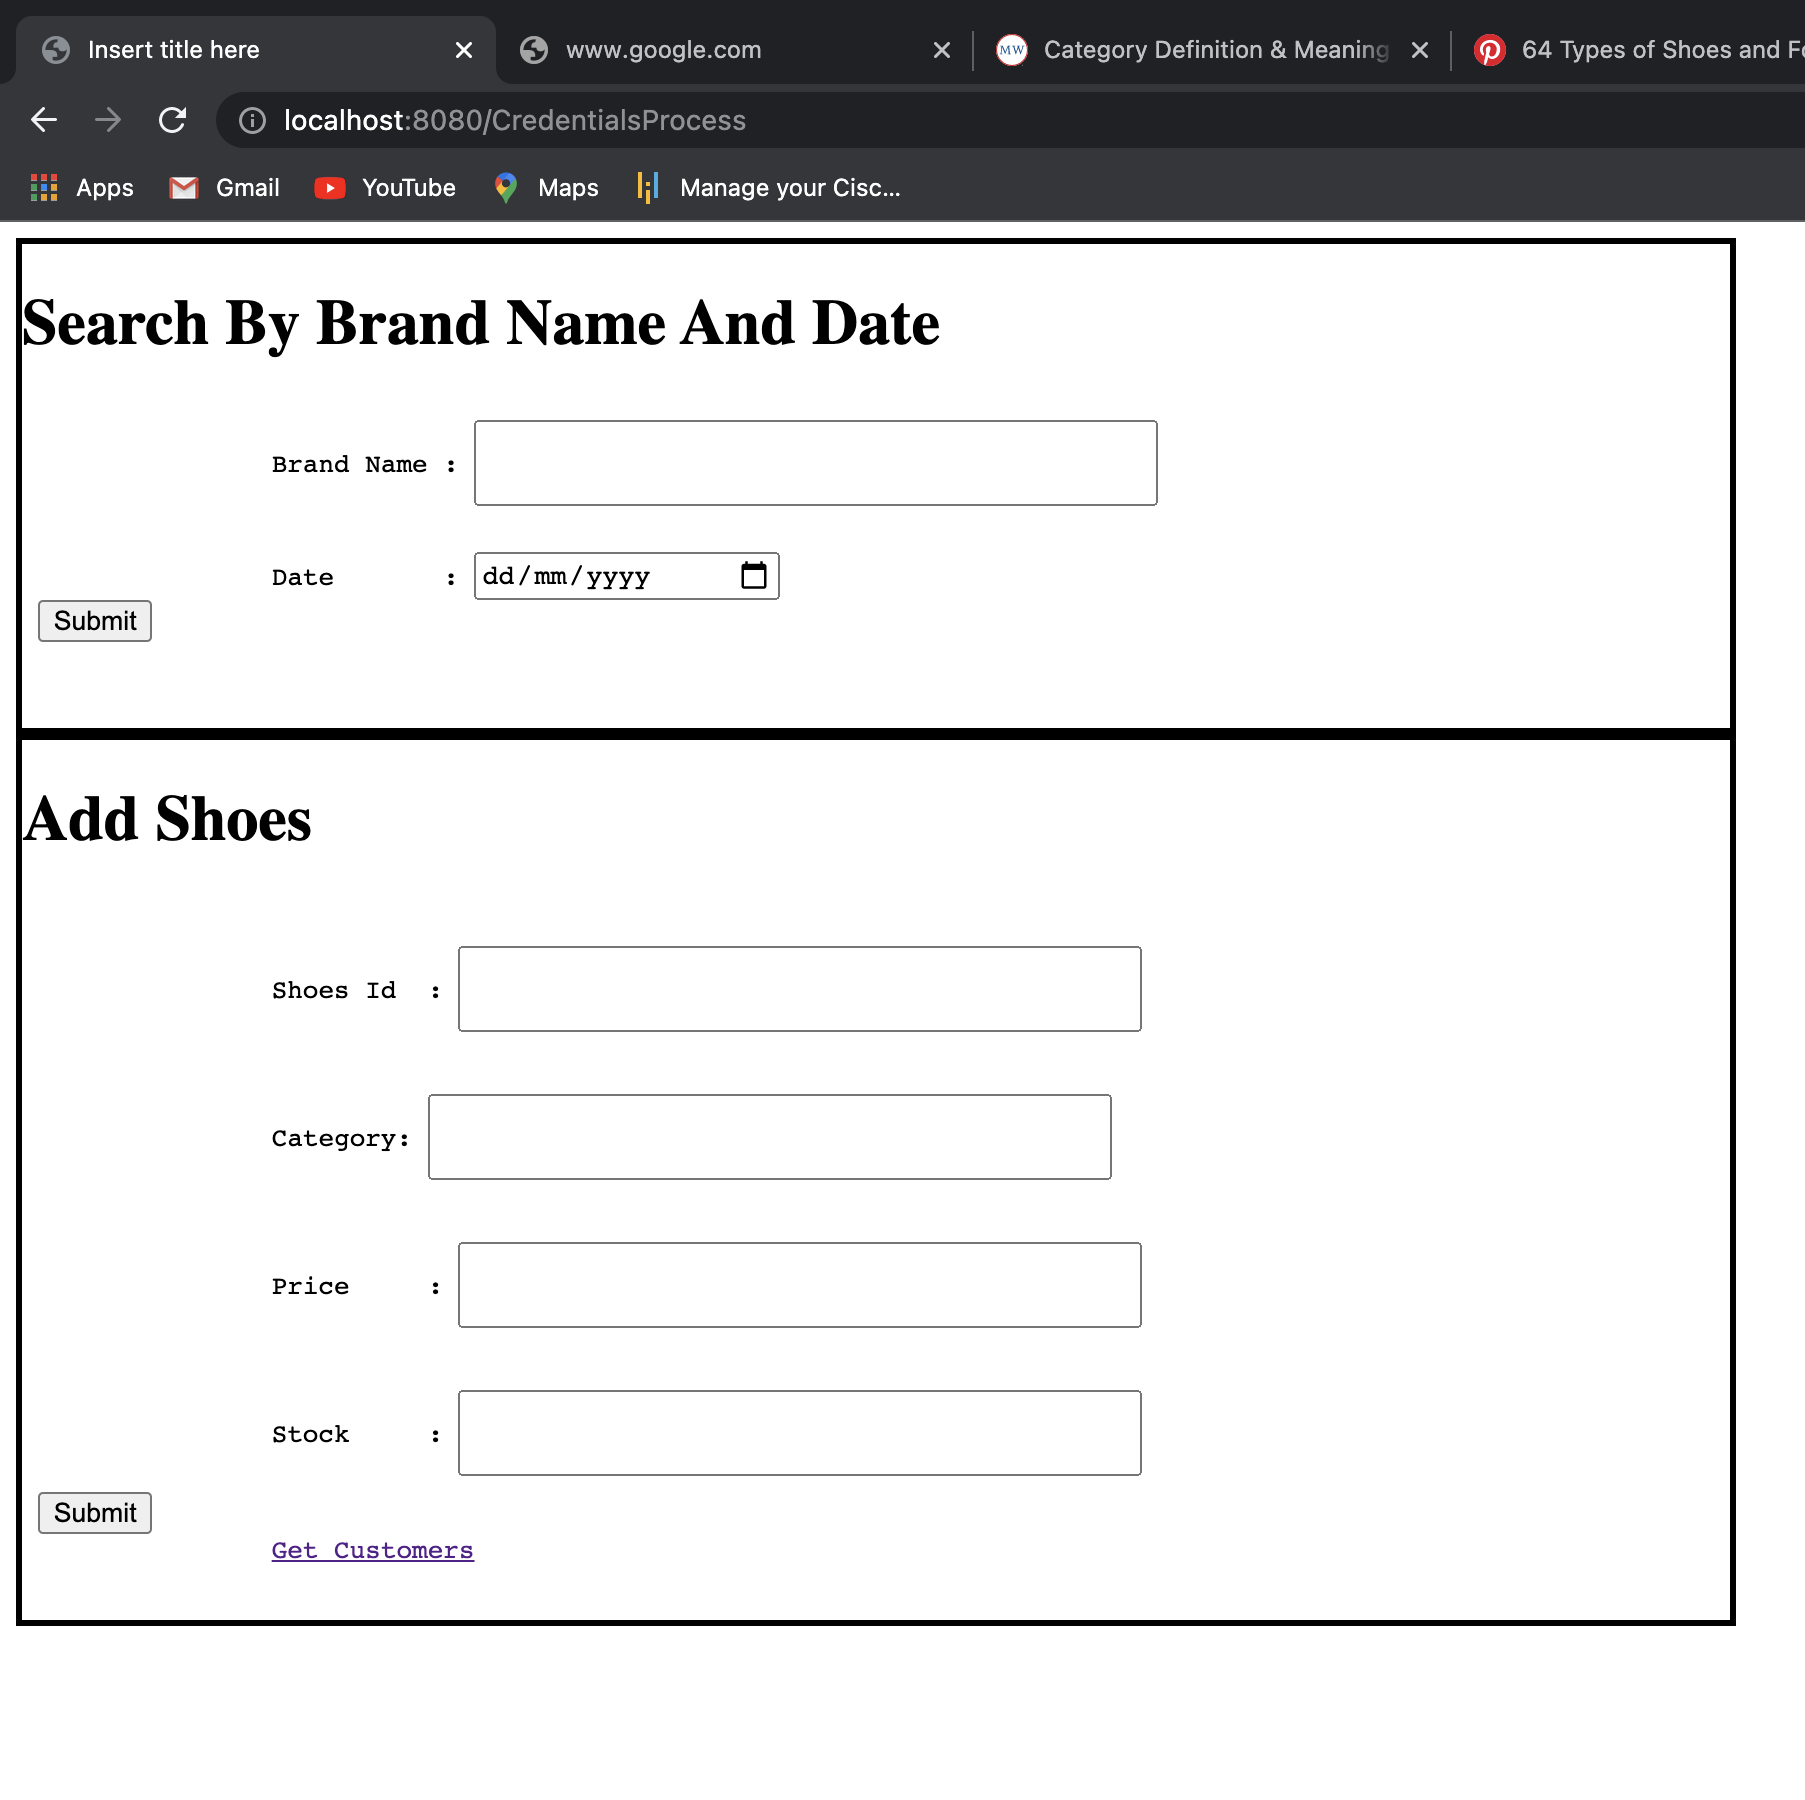 Insert title here
www.google.com
MW
Category Definition & Meaning
64 Types of Shoes and Fo
localhost:8080/CredentialsProcess
Apps
Gmail
YouTube
Maps
Manage your Cisc...
Search By Brand Name And Date
Brand Name :
Date :
dd/mm/yyyy
Submit
Add Shoes
Shoes Id :
Category:
Price :
Stock :
Submit
Get Customers